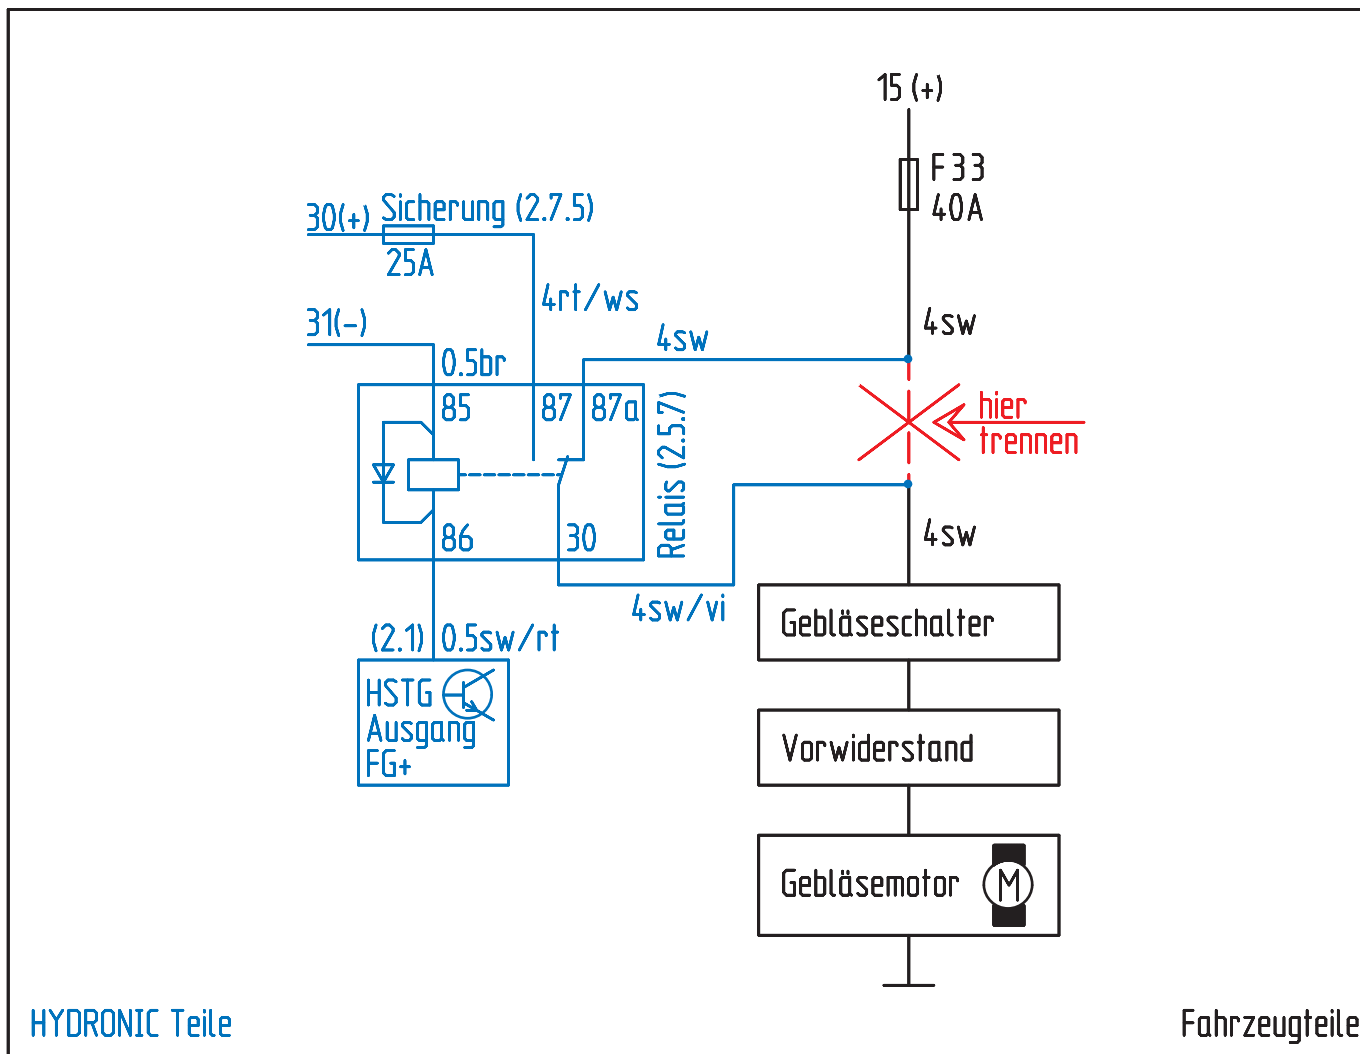 15 (+)
F 33
40A
30(+) Sicherung (2.7.5)
25A
4rt/ws
31(-)
4sw
4sw
0.5br
85
87
87a
hier
trennen
Relais (2.5.7)
86
30
4sw
4sw/vi
(2.1) 0.5sw/rt
Gebläseschalter
HSTG
Ausgang
FG+
Vorwiderstand
Gebläsemotor M
HYDRONIC Teile
Fahrzeugteile